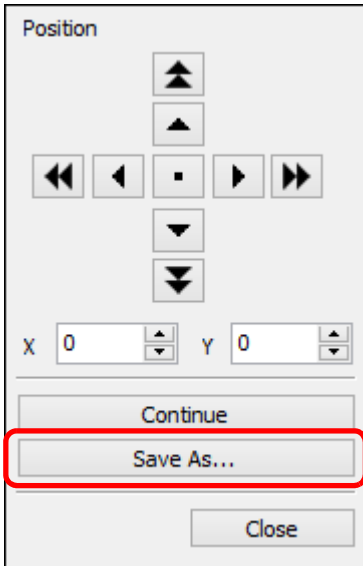 Position
X 0 Y 0
Continue
Save As...
Close